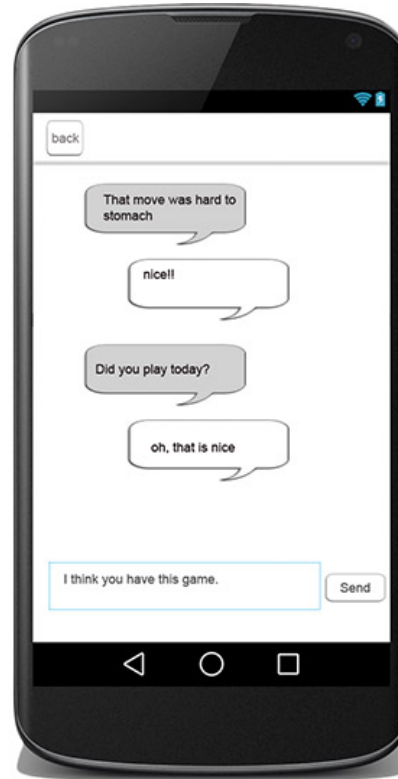 back
That move was hard to
stomach
nice!!
Did you play today?
oh, that is nice
I think you have this game.
Send